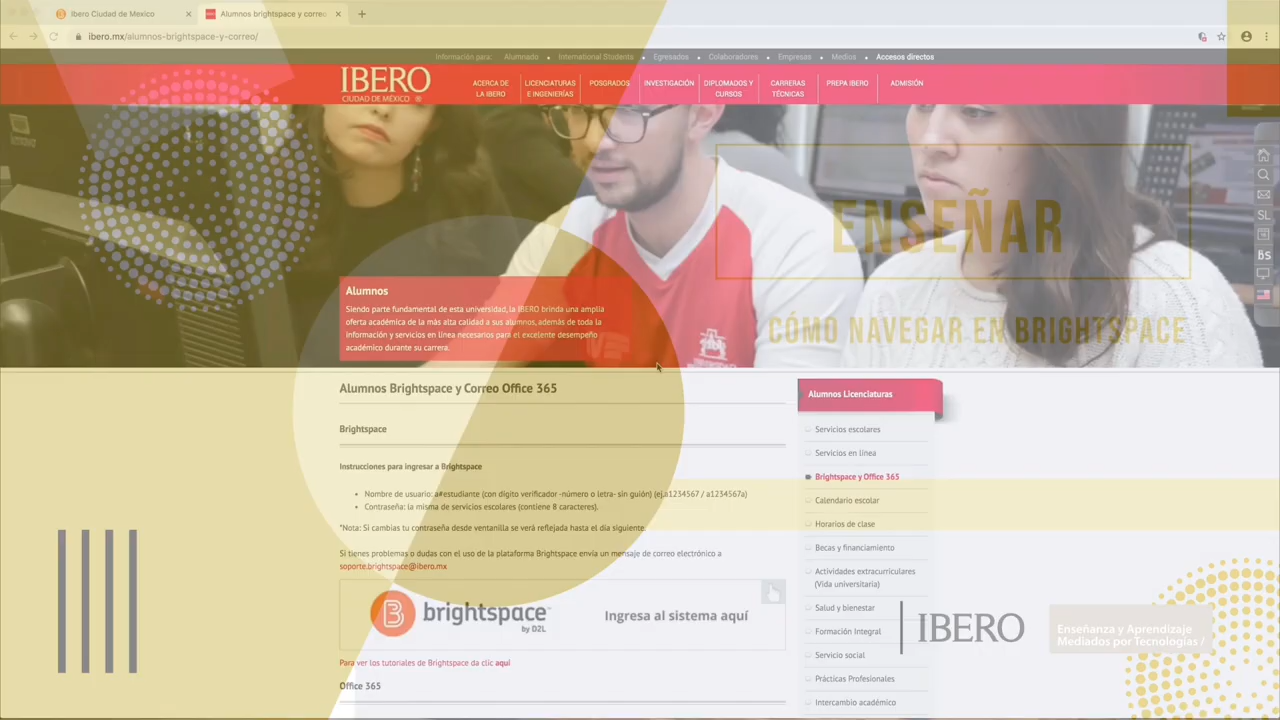 Ibero Ciudad de Mexico
Alumnos brightspace y correo
ibero.mx/alumnos-brightspace-y-correo/
Información para: Alumnado • International Students • Egresados • Colaboradores • Empresas • Medios • Accesos directos
IBERO
CIUDAD DE MÉXICO ®
ACERCA DE
LA IBERO
LICENCIATURAS
E INGENIERÍAS
POSGRADOS
INVESTIGACIÓN
DIPLOMADOS Y
CURSOS
CARRERAS
TÉCNICAS
PREPA IBERO
ADMISIÓN
SL
Bs
ENSEÑAR
CÓMO NAVEGAR EN BRIGHTSPACE
Alumnos
Siendo parte fundamental de esta universidad, la IBERO brinda una amplia
oferta académica de la más alta calidad a sus alumnos, además de toda la
información y servicios en línea necesarios para el excelente desempeño
académico durante su carrera.
Alumnos Brightspace y Correo Office 365
Brightspace
Instrucciones para ingresar a Brightspace
• Nombre de usuario: a#estudiante (con dígito verificador -número o letra- sin guión) (ej.a1234567 / a1234567a)
• Contraseña: la misma de servicios escolares (contiene 8 caracteres).
*Nota: Si cambias tu contraseña desde ventanilla se verá reflejada hasta el día siguiente.
Si tienes problemas o dudas con el uso de la plataforma Brightspace envía un mensaje de correo electrónico a
soporte.brightspace@ibero.mx
brightspace
by D2L
Ingresa al sistema aquí
Para ver los tutoriales de Brightspace da clic aquí
Office 365
Alumnos Licenciaturas
Servicios escolares
Servicios en línea
Brightspace y Office 365
Calendario escolar
Horarios de clase
Becas y financiamiento
Actividades extracurriculares
(Vida universitaria)
Salud y bienestar
Formación Integral
Servicio social
Prácticas Profesionales
Intercambio académico
IBERO
Enseñanza y Aprendizaje
Mediados por Tecnologías /